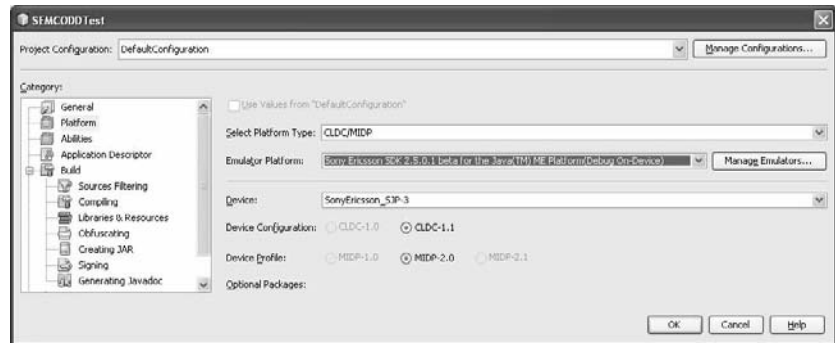 SEMCODDTest
Project Configuration: DefaultConfiguration Manage Configurations...
Category:
General
Platform
Abilities
Application Descriptor
Build
Sources Filtering
Compiling
Libraries & Resources
Obfuscating
Creating JAR
Signing
Generating Javadoc
Use Values from "DefaultConfiguration"
Select Platform Type: CLDC/MIDP
Emulator Platform: Sony Ericsson SDK 2.5.0.1 beta for the Java(TM) ME Platform(Debug On-Device) Manage Emulators...
Device: SonyEricsson_SJP-3
Device Configuration: CLDC-1.0 CLDC-1.1
Device Profile: MIDP-1.0 MIDP-2.0 MIDP-2.1
Optional Packages:
OK Cancel Help